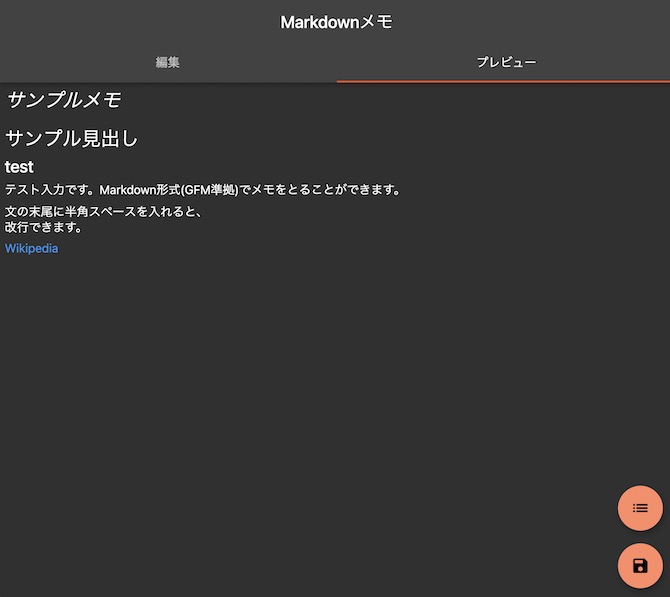 Markdownメモ
編集
プレビュー
サンプルメモ
サンプル見出し
test
テスト入力です。Markdown形式(GFM準拠)でメモをとることができます。
文の末尾に半角スペースを入れると、
改行できます。
Wikipedia